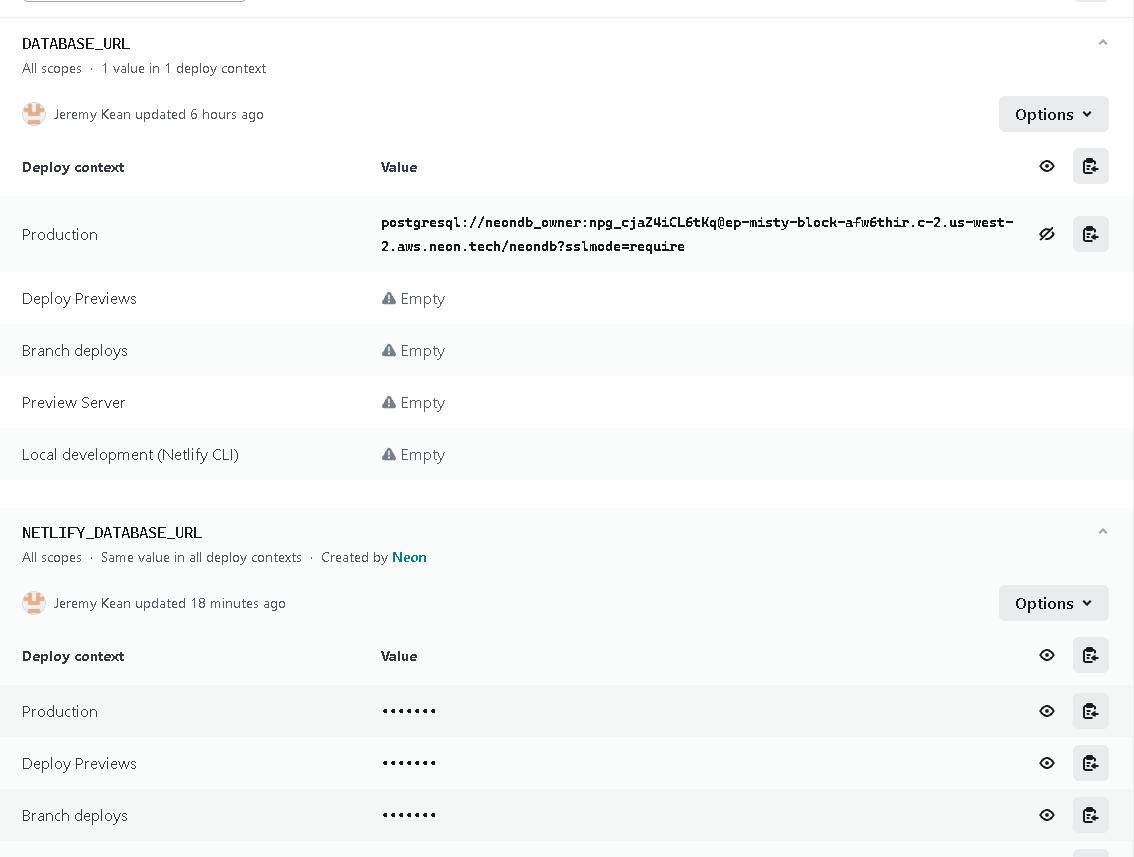 DATABASE_URL
All scopes · 1 value in 1 deploy context
Jeremy Kean updated 6 hours ago
Options
Deploy context Value
Production
postgresql://neondb_owner:npg_cjaZ4iCL6tKq@ep-misty-block-afw6thir.c-2.us-west-
2.aws.neon.tech/neondb?sslmode=require
Deploy Previews Empty
Branch deploys Empty
Preview Server Empty
Local development (Netlify CLI) Empty
NETLIFY_DATABASE_URL
All scopes · Same value in all deploy contexts · Created by Neon
Jeremy Kean updated 18 minutes ago
Options
Deploy context Value
Production •••••••
Deploy Previews •••••••
Branch deploys •••••••